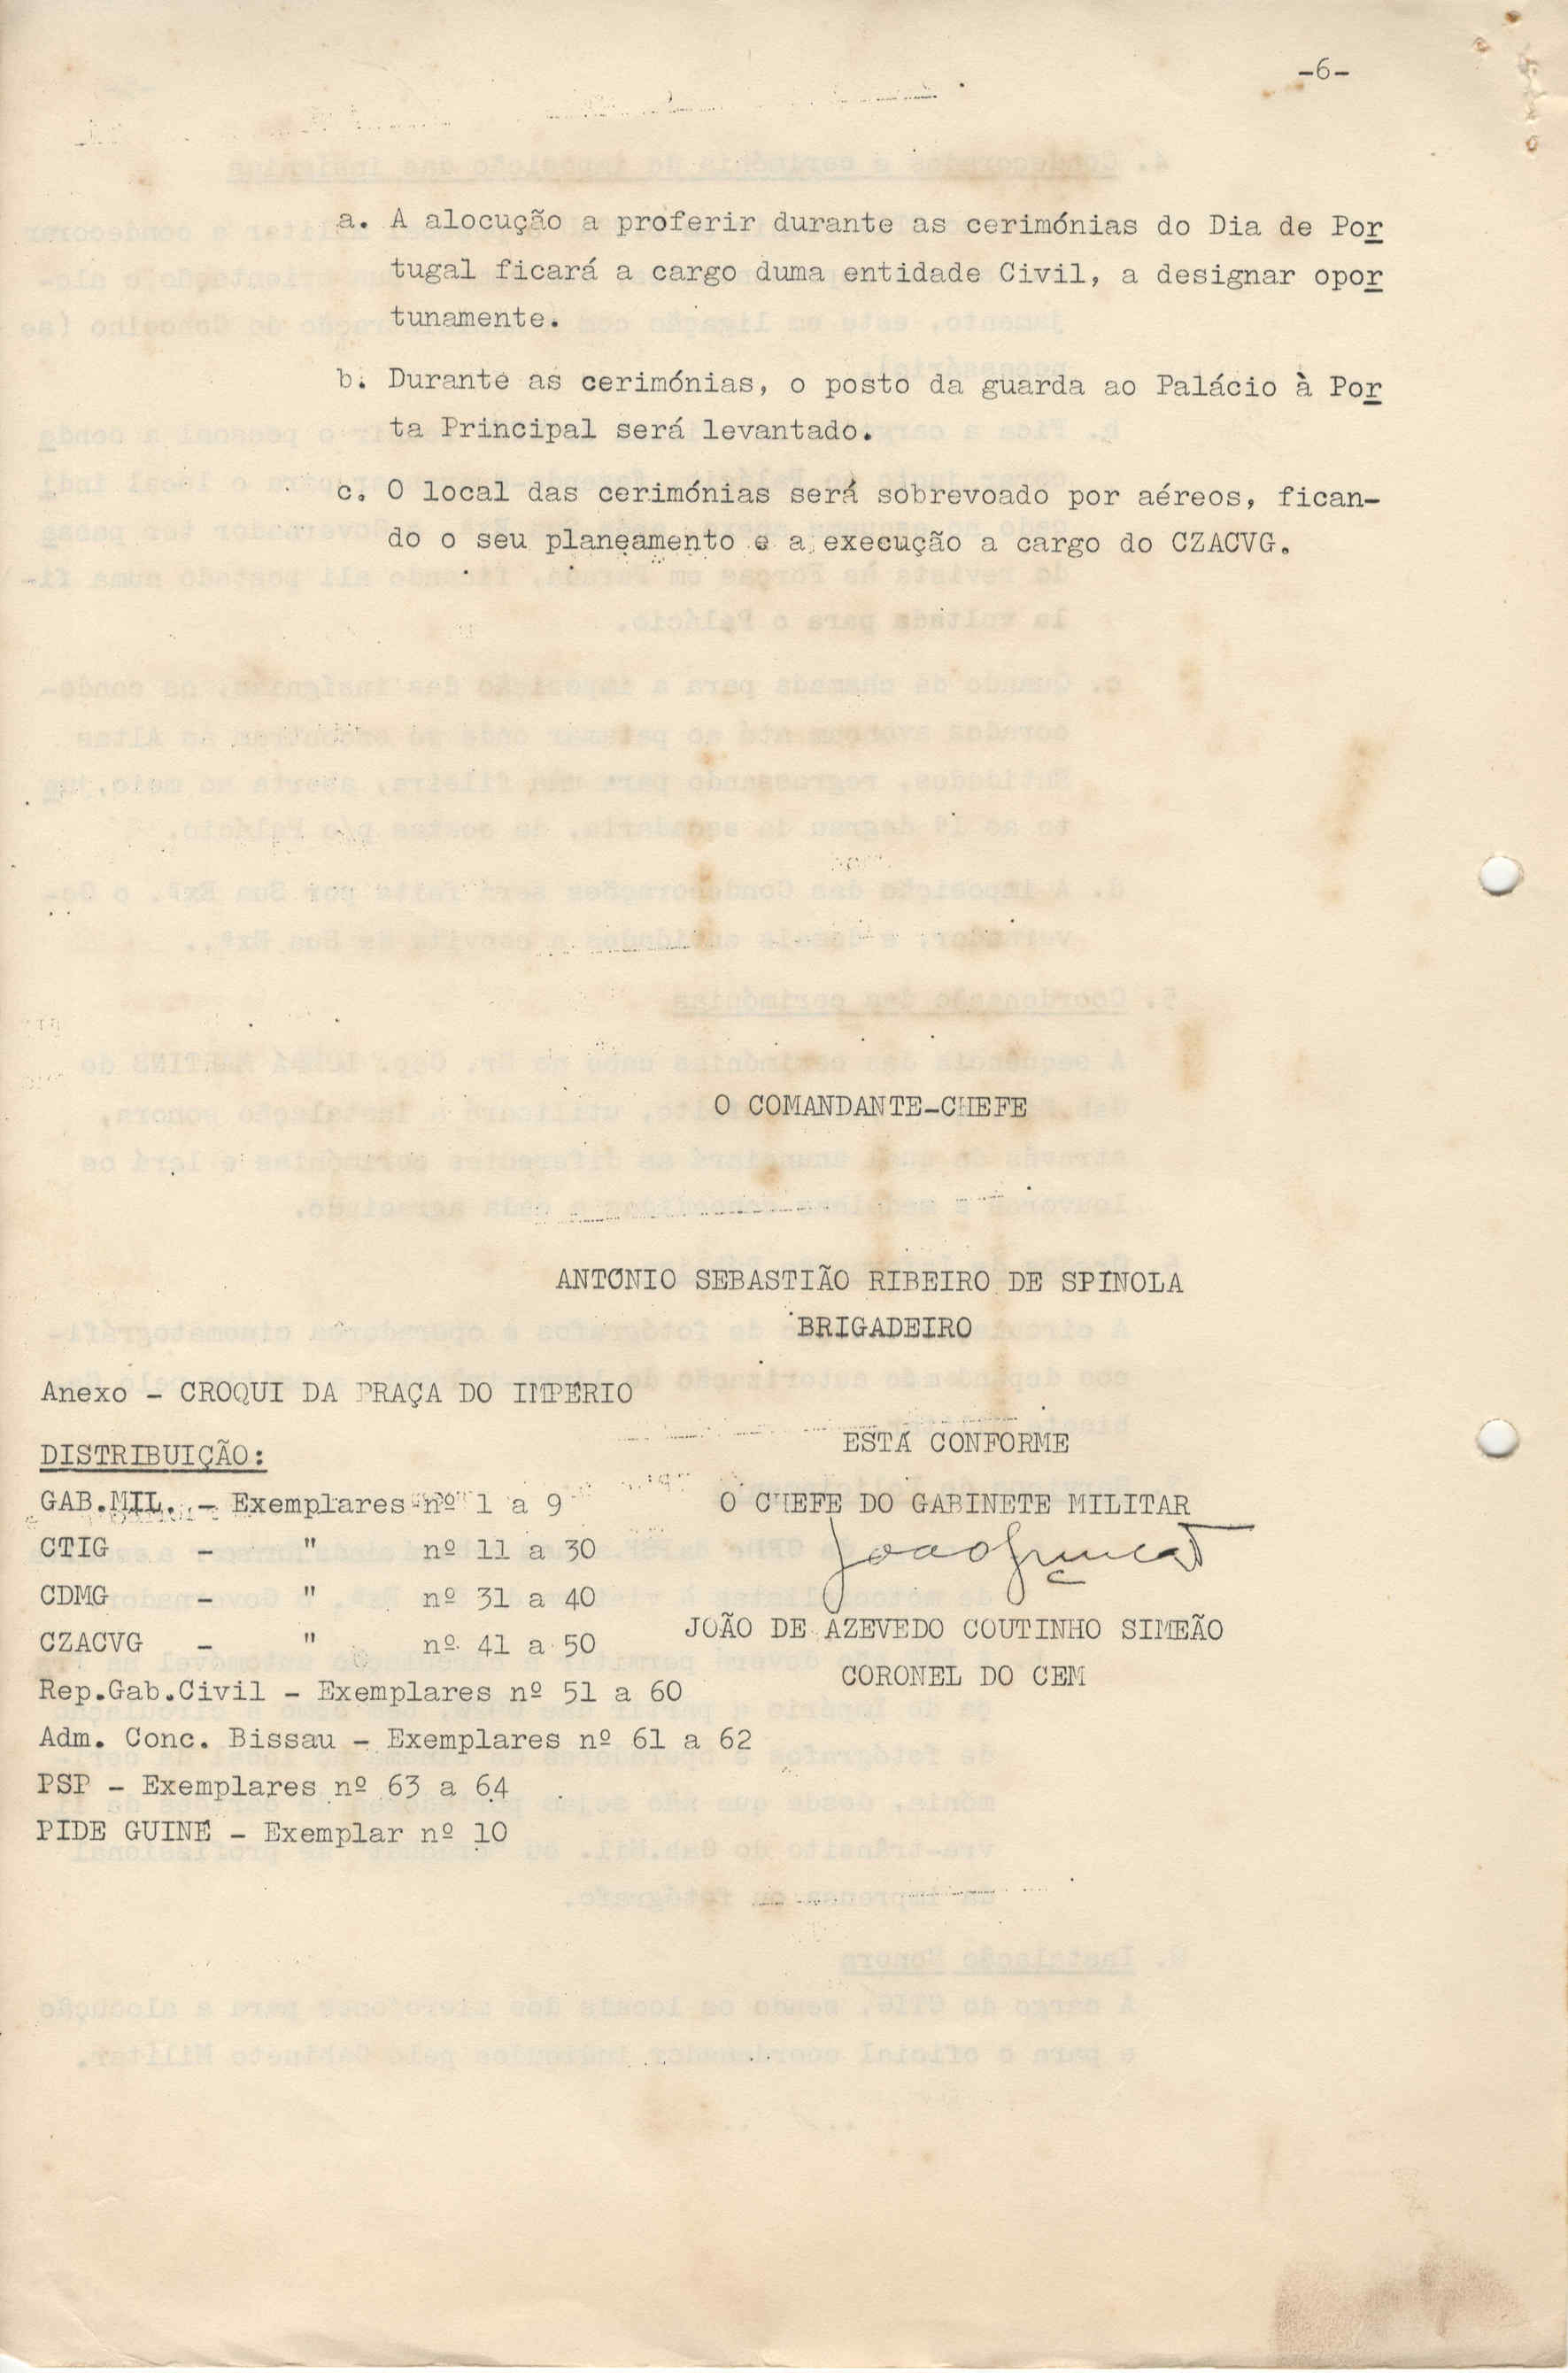 -6-
a. A alocução a proferir durante as cerimónias do Dia de Por
tugal ficará a cargo duma entidade Civil, a designar opor
tunamente.
b. Durante as cerimónias, o posto da guarda ao Palácio à Por
ta Principal será levantado.
c. O local das cerimónias será sobrevoado por aéreos, fican-
do o seu planeamento e a execução a cargo do CZACVG.
O COMANDANTE-CHEFE
ANTÓNIO SEBASTIÃO RIBEIRO DE SPINOLA
BRIGADEIRO
Anexo - CROQUI DA PRAÇA DO IMPÉRIO
ESTÁ CONFORME
DISTRIBUIÇÃO:
GAB.MIL. - Exemplares nº 1 a 9
O CHEFE DO GABINETE MILITAR
CTIG - " nº 11 a 30
CDMG - " nº 31 a 40
JOÃO DE AZEVEDO COUTINHO SIMEÃO
CZACVG - " nº 41 a 50
CORONEL DO CEM
Rep.Gab.Civil - Exemplares nº 51 a 60
Adm. Conc. Bissau - Exemplares nº 61 a 62
PSP - Exemplares nº 63 a 64
PIDE GUINÉ - Exemplar nº 10